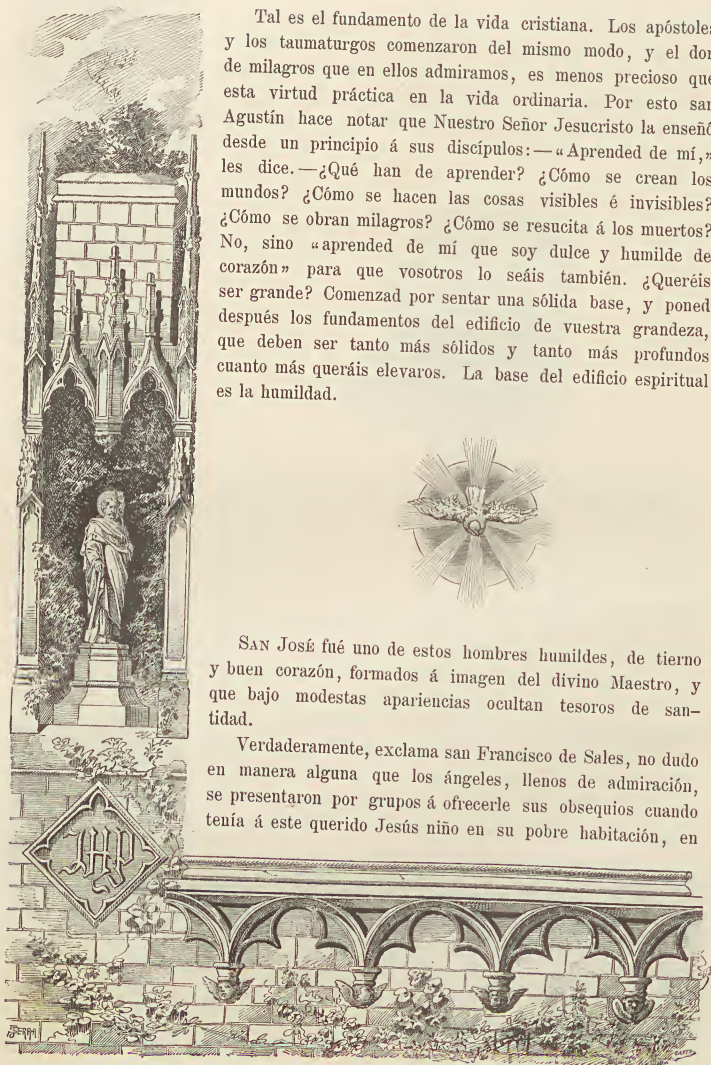 Tal es el fundamento de la vida cristiana. Los apóstoles
y los taumaturgos comenzaron del mismo modo, y el don
de milagros que en ellos admiramos, es menos precioso que
esta virtud práctica en la vida ordinaria. Por esto san
Agustín hace notar que Nuestro Señor Jesucristo la enseñó
desde un principio á sus discípulos:—«Aprended de mí,»
les dice.—¿Qué han de aprender? ¿Cómo se crean los
mundos? ¿Cómo se hacen las cosas visibles é invisibles?
¿Cómo se obran milagros? ¿Cómo se resucita á los muertos?
No, sino «aprended de mí que soy dulce y humilde de
corazón» para que vosotros lo seáis también. ¿Queréis
ser grande? Comenzad por sentar una sólida base, y poned
después los fundamentos del edificio de vuestra grandeza,
que deben ser tanto más sólidos y tanto más profundos
cuanto más queráis elevaros. La base del edificio espiritual
es la humildad.
SAN JOSÉ fué uno de estos hombres humildes, de tierno
y buen corazón, formados á imagen del divino Maestro, y
que bajo modestas apariencias ocultan tesoros de san-
tidad.
Verdaderamente, exclama san Francisco de Sales, no dudo
en manera alguna que los ángeles, llenos de admiración,
se presentaron por grupos á ofrecerle sus obsequios cuando
tenía á este querido Jesús niño en su pobre habitación, en